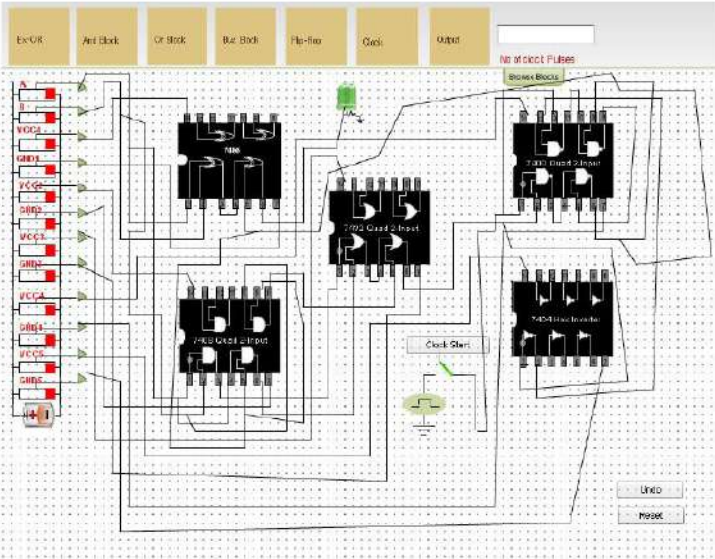 Ex-OR
And Block
Or Block
Buf. Block
Flip-Flop
Clock
Output
No of clock Pulses
Browse Blocks
A
B
VCC1
GND1
VCC2
GND2
VCC3
GND3
VCC4
GND4
VCC5
GND5
7486
7400 Quad 2-Input
7432 Quad 2-Input
7408 Quad 2-Input
7404 Hex Inverter
Clock Start
Undo
Reset